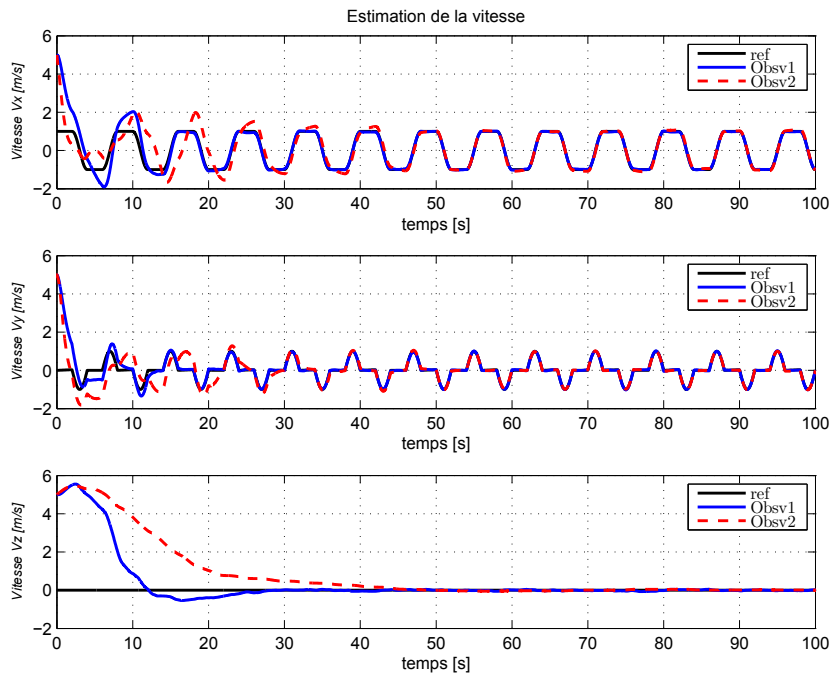 Estimation de la vitesse
Vitesse Vx [m/s]
6
4
2
0
−2
0 10 20 30 40 50 60 70 80 90 100
temps [s]
ref
Obsv1
Obsv2
Vitesse Vy [m/s]
6
4
2
0
−2
0 10 20 30 40 50 60 70 80 90 100
temps [s]
ref
Obsv1
Obsv2
Vitesse Vz [m/s]
6
4
2
0
−2
0 10 20 30 40 50 60 70 80 90 100
temps [s]
ref
Obsv1
Obsv2